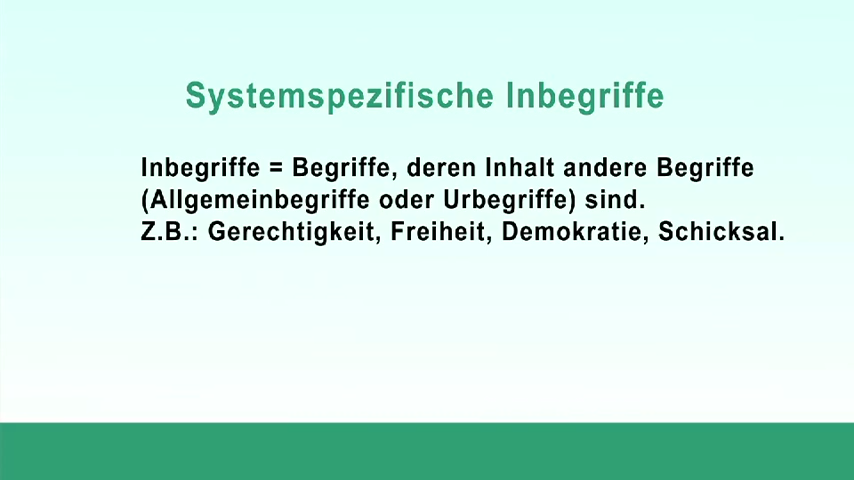 Systemspezifische Inbegriffe
Inbegriffe = Begriffe, deren Inhalt andere Begriffe
(Allgemeinbegriffe oder Urbegriffe) sind.
Z.B.: Gerechtigkeit, Freiheit, Demokratie, Schicksal.